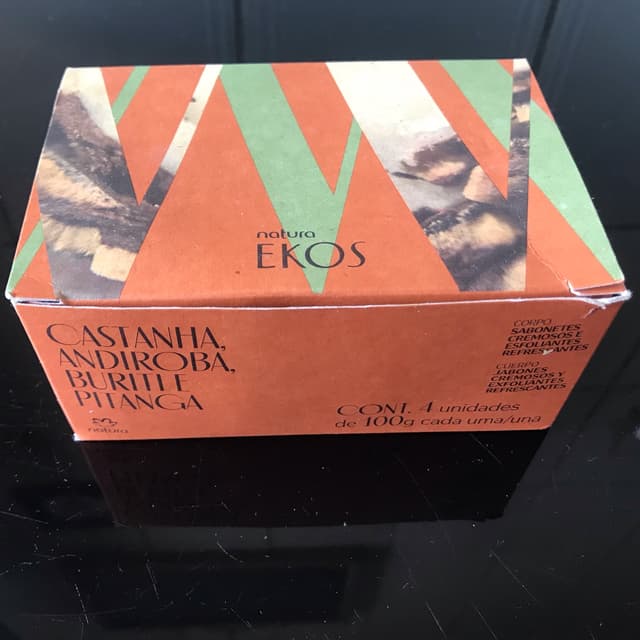 natura
EKOS
CASTANHA,
ANDIROBA,
BURITI E
PITANGA
natura
CORPO
SABONETES
CREMOSOS E
ESFOLIANTES
REFRESCANTES
CUERPO
JABONES
CREMOSOS Y
EXFOLIANTES
REFRESCANTES
CONT. 4 unidades
de 100g cada uma/una